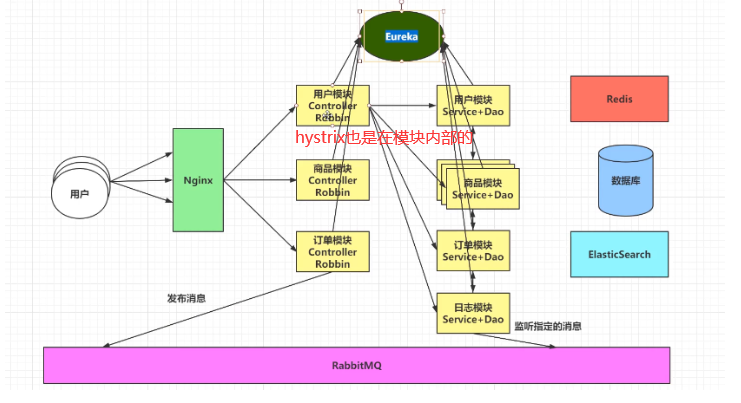 Eureka
用户模块
Controller
Robbin
用户模块
Service+Dao
Redis
hystrix也是在模块内部的
用户
Nginx
商品模块
Controller
Robbin
商品模块
Service+Dao
数据库
订单模块
Controller
Robbin
订单模块
Service+Dao
ElasticSearch
发布消息
日志模块
Service+Dao
监听指定的消息
RabbitMQ